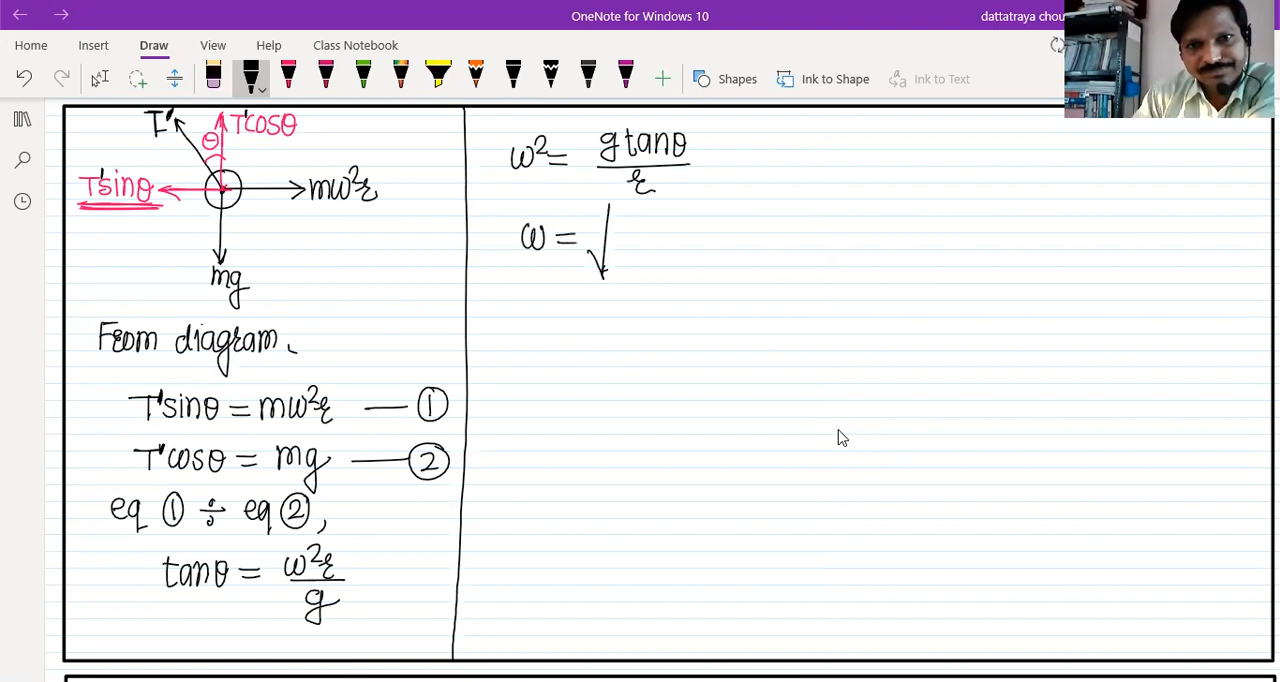 OneNote for Windows 10
dattatraya chou
Home Insert Draw View Help Class Notebook
Shapes Ink to Shape Ink to Text
T' T'cosθ
θ
T'sinθ
mω²r
mg
From diagram,
T'sinθ = mω²r — ①
T'cosθ = mg — ②
eq ① ÷ eq ②,
tanθ = ω²r / g
ω² = g tanθ / r
ω = √